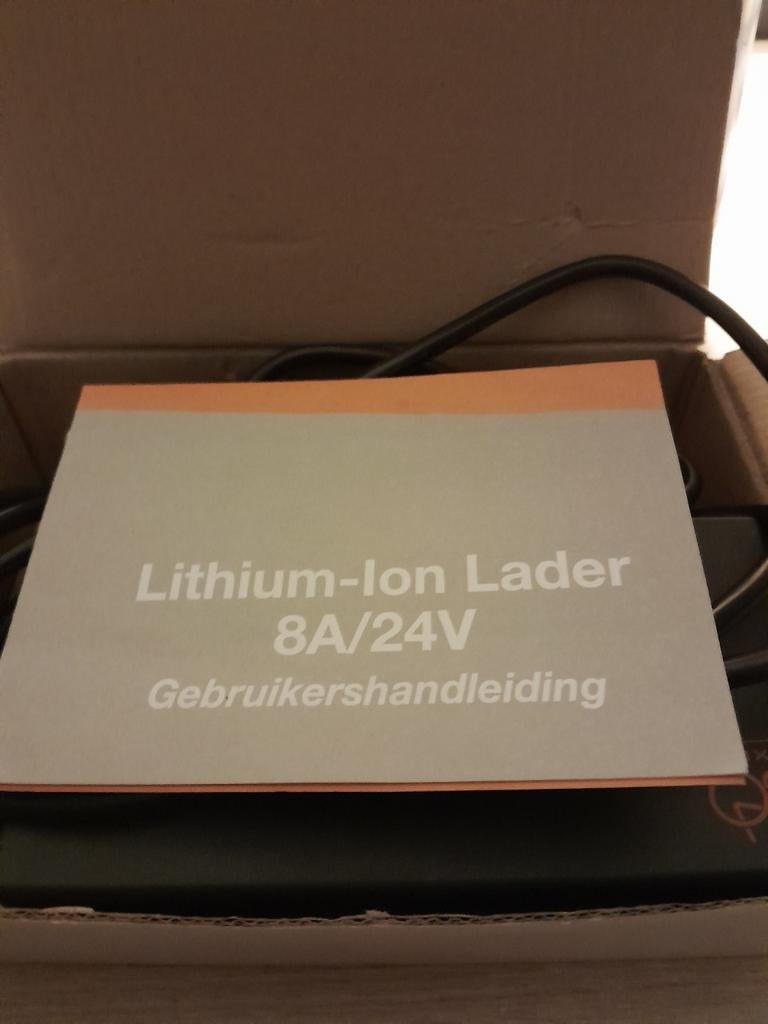 Lithium-Ion Lader
8A/24V
Gebruikershandleiding